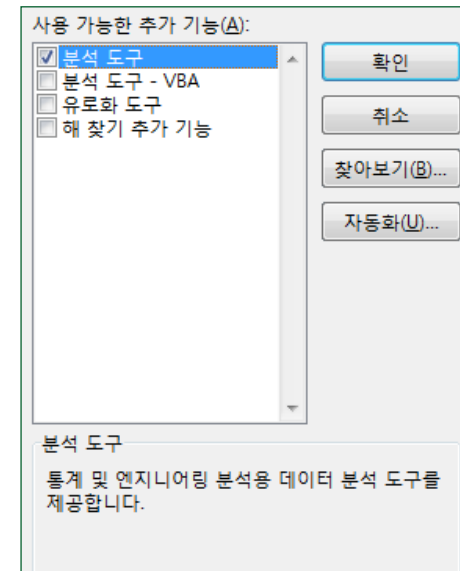 사용 가능한 추가 기능(A):
분석 도구
분석 도구 - VBA
유로화 도구
해 찾기 추가 기능
확인
취소
찾아보기(B)...
자동화(U)...
분석 도구
통계 및 엔지니어링 분석용 데이터 분석 도구를
제공합니다.